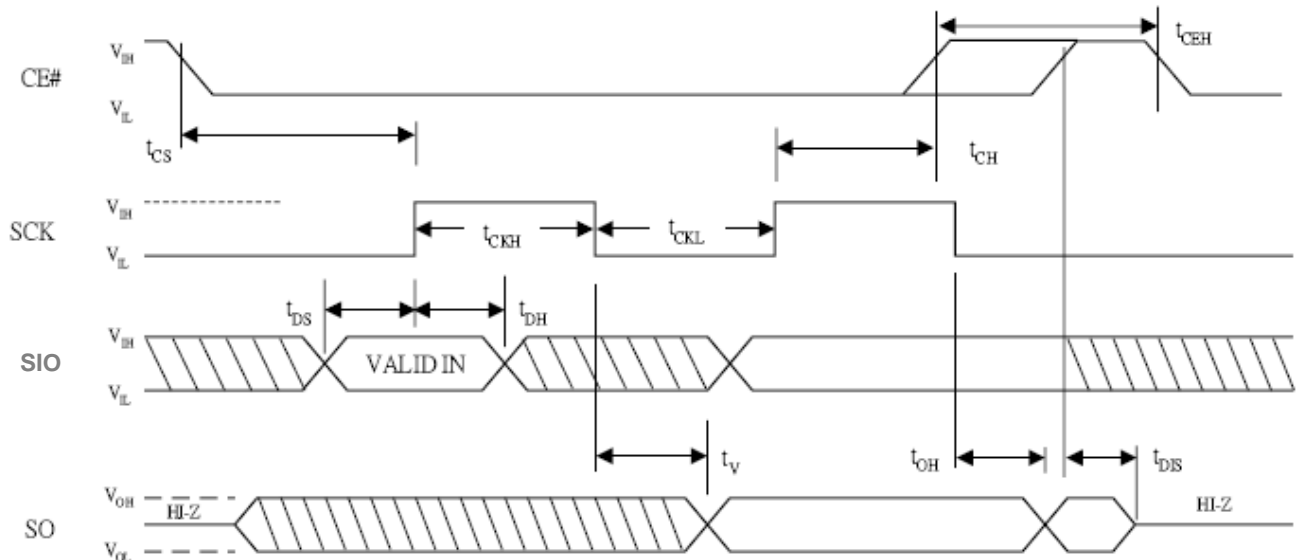 V_IH
t_CEH
CE#
V_IL
t_CS
t_CH
V_IH
SCK
t_CKH
t_CKL
V_IL
t_DS
t_DH
V_IH
SIO
VALID IN
V_IL
t_V
t_OH
t_DIS
V_OH
HI-Z
HI-Z
SO
V_OL